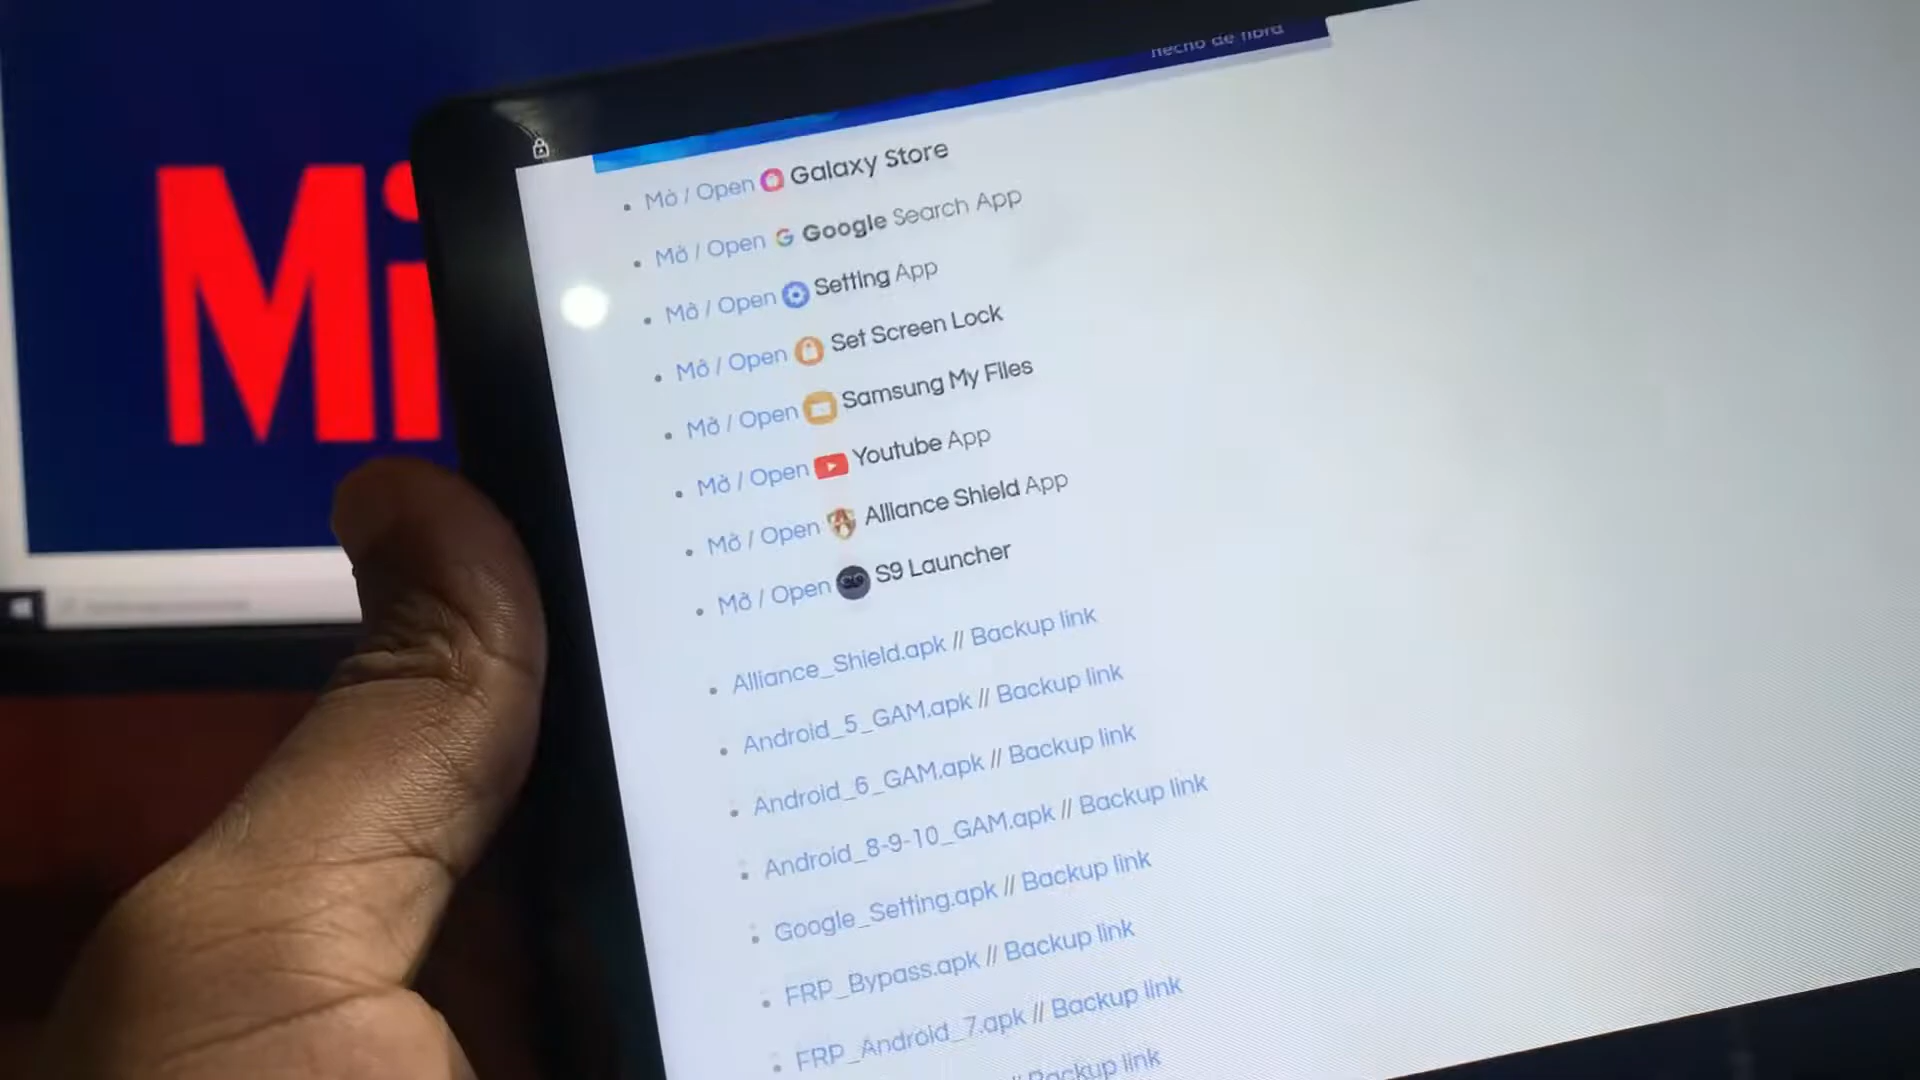 Mi
hecho de fibra
Mở / Open Galaxy Store
Mở / Open Google Search App
Mở / Open Setting App
Mở / Open Set Screen Lock
Mở / Open Samsung My Files
Mở / Open Youtube App
Mở / Open Alliance Shield App
Mở / Open S9 Launcher
Alliance_Shield.apk // Backup link
Android_5_GAM.apk // Backup link
Android_6_GAM.apk // Backup link
Android_8-9-10_GAM.apk // Backup link
Google_Setting.apk // Backup link
FRP_Bypass.apk // Backup link
FRP_Android_7.apk // Backup link
// Backup link